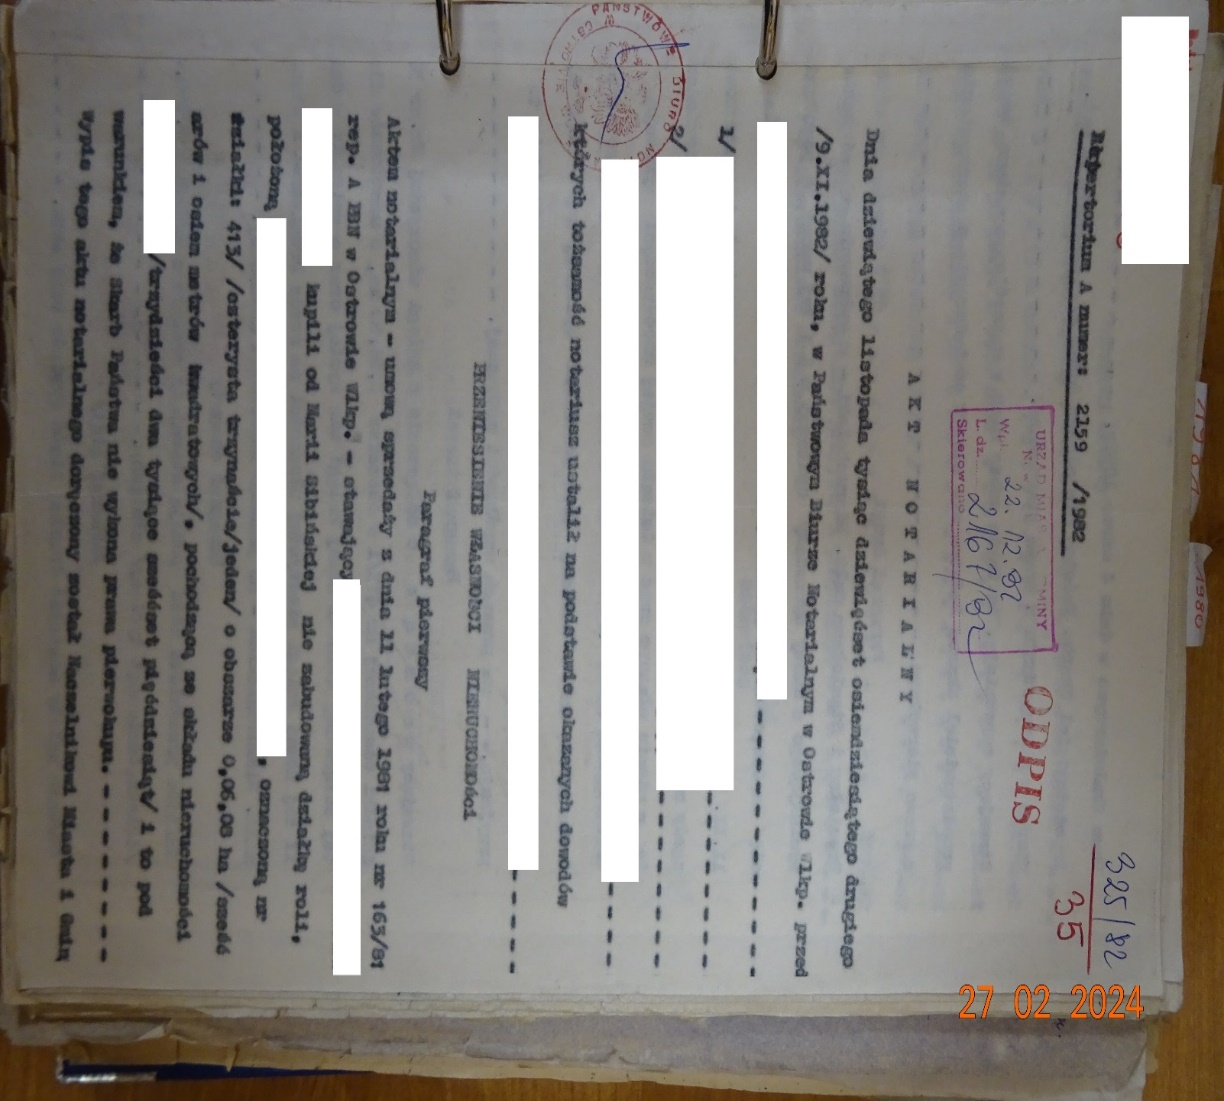 325/82
35
ODPIS
Repertorium A numer: 2159 /1982
URZĄD MIAS GMINY
Wpł. 22. 12. 82
L. dz. 2167/82
Skierowano
AKT NOTARIALNY
Dnia dziewiątego listopada tysiąc dziewięćset osiemdziesiątego drugiego
/9.XI.1982/ roku, w Państwowym Biurze Notarialnym w Ostrowie Wlkp. przed
1/
2/
których tożsamość notariusz ustalił na podstawie okazanych dowodów
PAŃSTWOWE BIURO NO
PRZENIESIENIE WŁASNOŚCI NIERUCHOMOŚCI
Paragraf pierwszy
Aktem notarialnym - umową sprzedaży z dnia 11 lutego 1981 roku nr 163/81
rep. A PBN w Ostrowie Wlkp. - stawający
kupili od Marii Sibińskiej nie zabudowaną działkę roli,
położoną , oznaczoną nr
działki: 413/ /czterysta trzynaście/jeden/ o obszarze 0,06,08 ha /sześć
arów i osiem metrów kwadratowych/, pochodzącą ze składu nieruchomości
/trzydzieści dwa tysiące sześćset pięćdziesiąt/ i to pod
warunkiem, że Skarb Państwa nie wykona prawa pierwokupu. - - - - - - - -
Wypis tego aktu notarialnego doręczony został Naczelnikowi Miasta i Gminy
27 02 2024